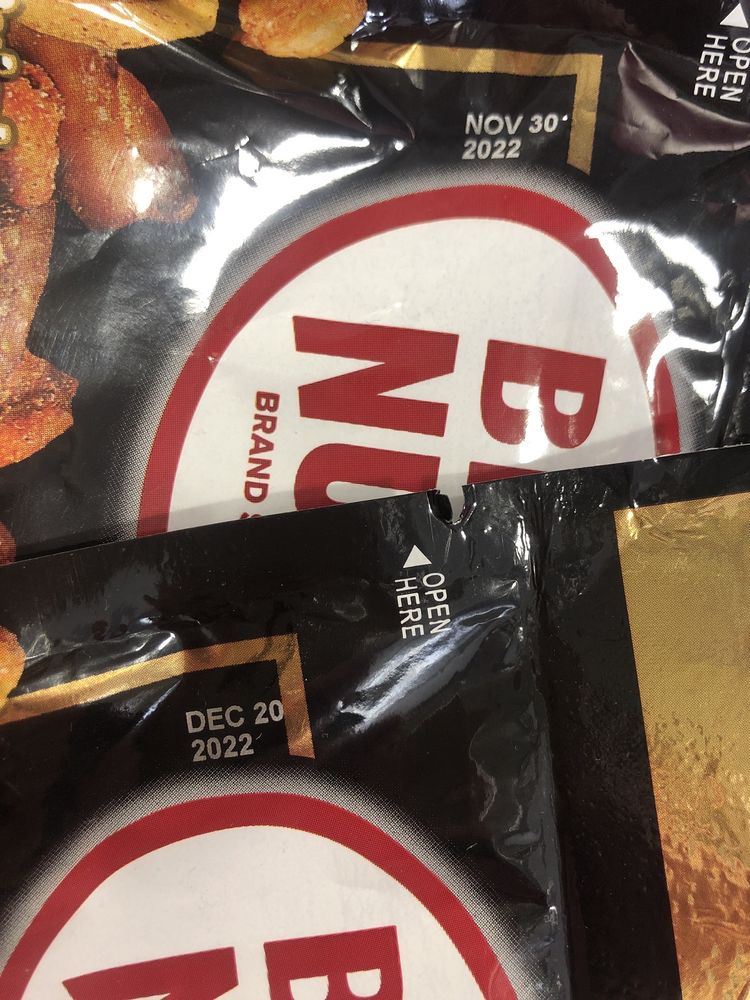 OPEN
HERE
NOV 30
2022
B
NU
BRAND S
OPEN
HERE
DEC 20
2022
B
N